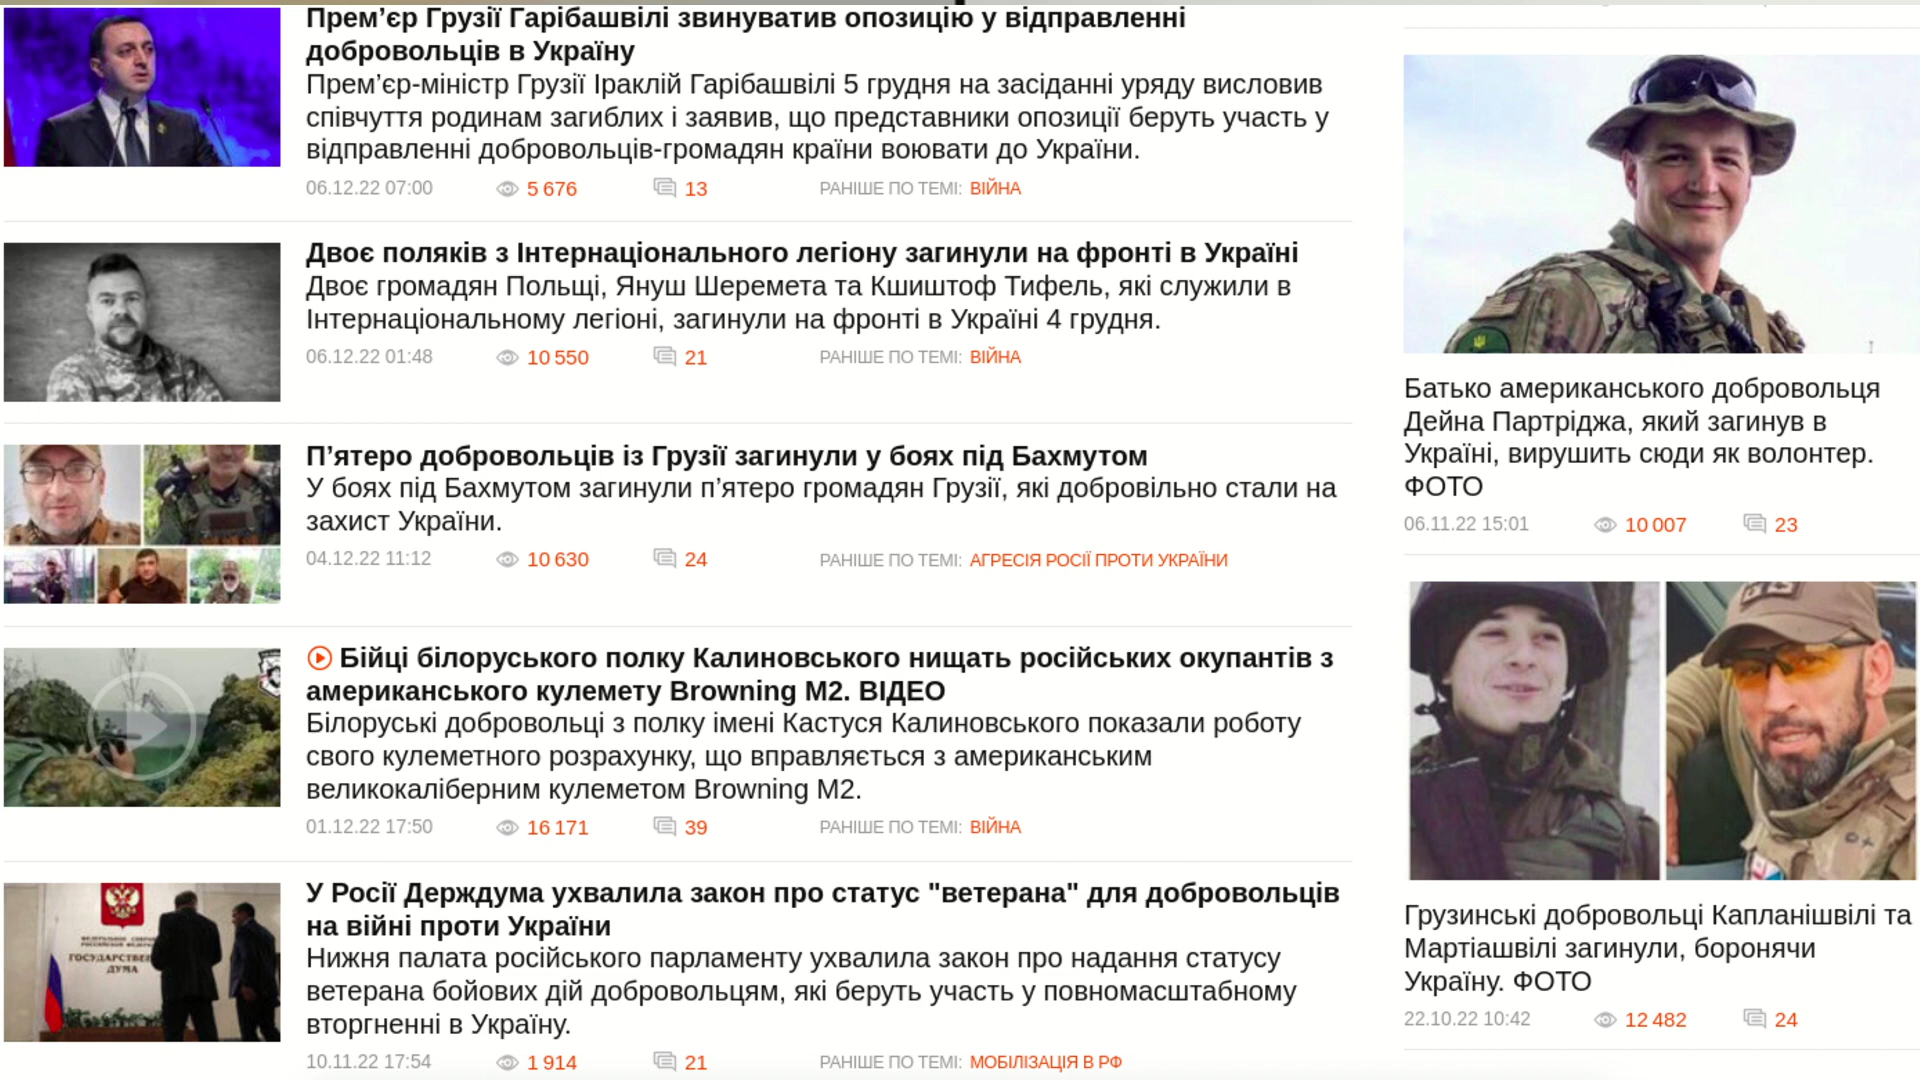 Прем’єр Грузії Гарібашвілі звинуватив опозицію у відправленні
добровольців в Україну
Прем’єр-міністр Грузії Іраклій Гарібашвілі 5 грудня на засіданні уряду висловив
співчуття родинам загиблих і заявив, що представники опозиції беруть участь у
відправленні добровольців-громадян країни воювати до України.
06.12.22 07:00 5 676 13 РАНІШЕ ПО ТЕМІ: ВІЙНА
Двоє поляків з Інтернаціонального легіону загинули на фронті в Україні
Двоє громадян Польщі, Януш Шеремета та Кшиштоф Тифель, які служили в
Інтернаціональному легіоні, загинули на фронті в Україні 4 грудня.
06.12.22 01:48 10 550 21 РАНІШЕ ПО ТЕМІ: ВІЙНА
П’ятеро добровольців із Грузії загинули у боях під Бахмутом
У боях під Бахмутом загинули п’ятеро громадян Грузії, які добровільно стали на
захист України.
04.12.22 11:12 10 630 24 РАНІШЕ ПО ТЕМІ: АГРЕСІЯ РОСІЇ ПРОТИ УКРАЇНИ
Бійці білоруського полку Калиновського нищать російських окупантів з
американського кулемету Browning M2. ВІДЕО
Білоруські добровольці з полку імені Кастуся Калиновського показали роботу
свого кулеметного розрахунку, що вправляється з американським
великокаліберним кулеметом Browning M2.
01.12.22 17:50 16 171 39 РАНІШЕ ПО ТЕМІ: ВІЙНА
ГОСУДАРСТВЕН
ДУМА
У Росії Держдума ухвалила закон про статус "ветерана" для добровольців
на війні проти України
Нижня палата російського парламенту ухвалила закон про надання статусу
ветерана бойових дій добровольцям, які беруть участь у повномасштабному
вторгненні в Україну.
10.11.22 17:54 1 914 21 РАНІШЕ ПО ТЕМІ: МОБІЛІЗАЦІЯ В РФ
Батько американського добровольця
Дейна Партріджа, який загинув в
Україні, вирушить сюди як волонтер.
ФОТО
06.11.22 15:01 10 007 23
Грузинські добровольці Капланішвілі та
Мартіашвілі загинули, боронячи
Україну. ФОТО
22.10.22 10:42 12 482 24